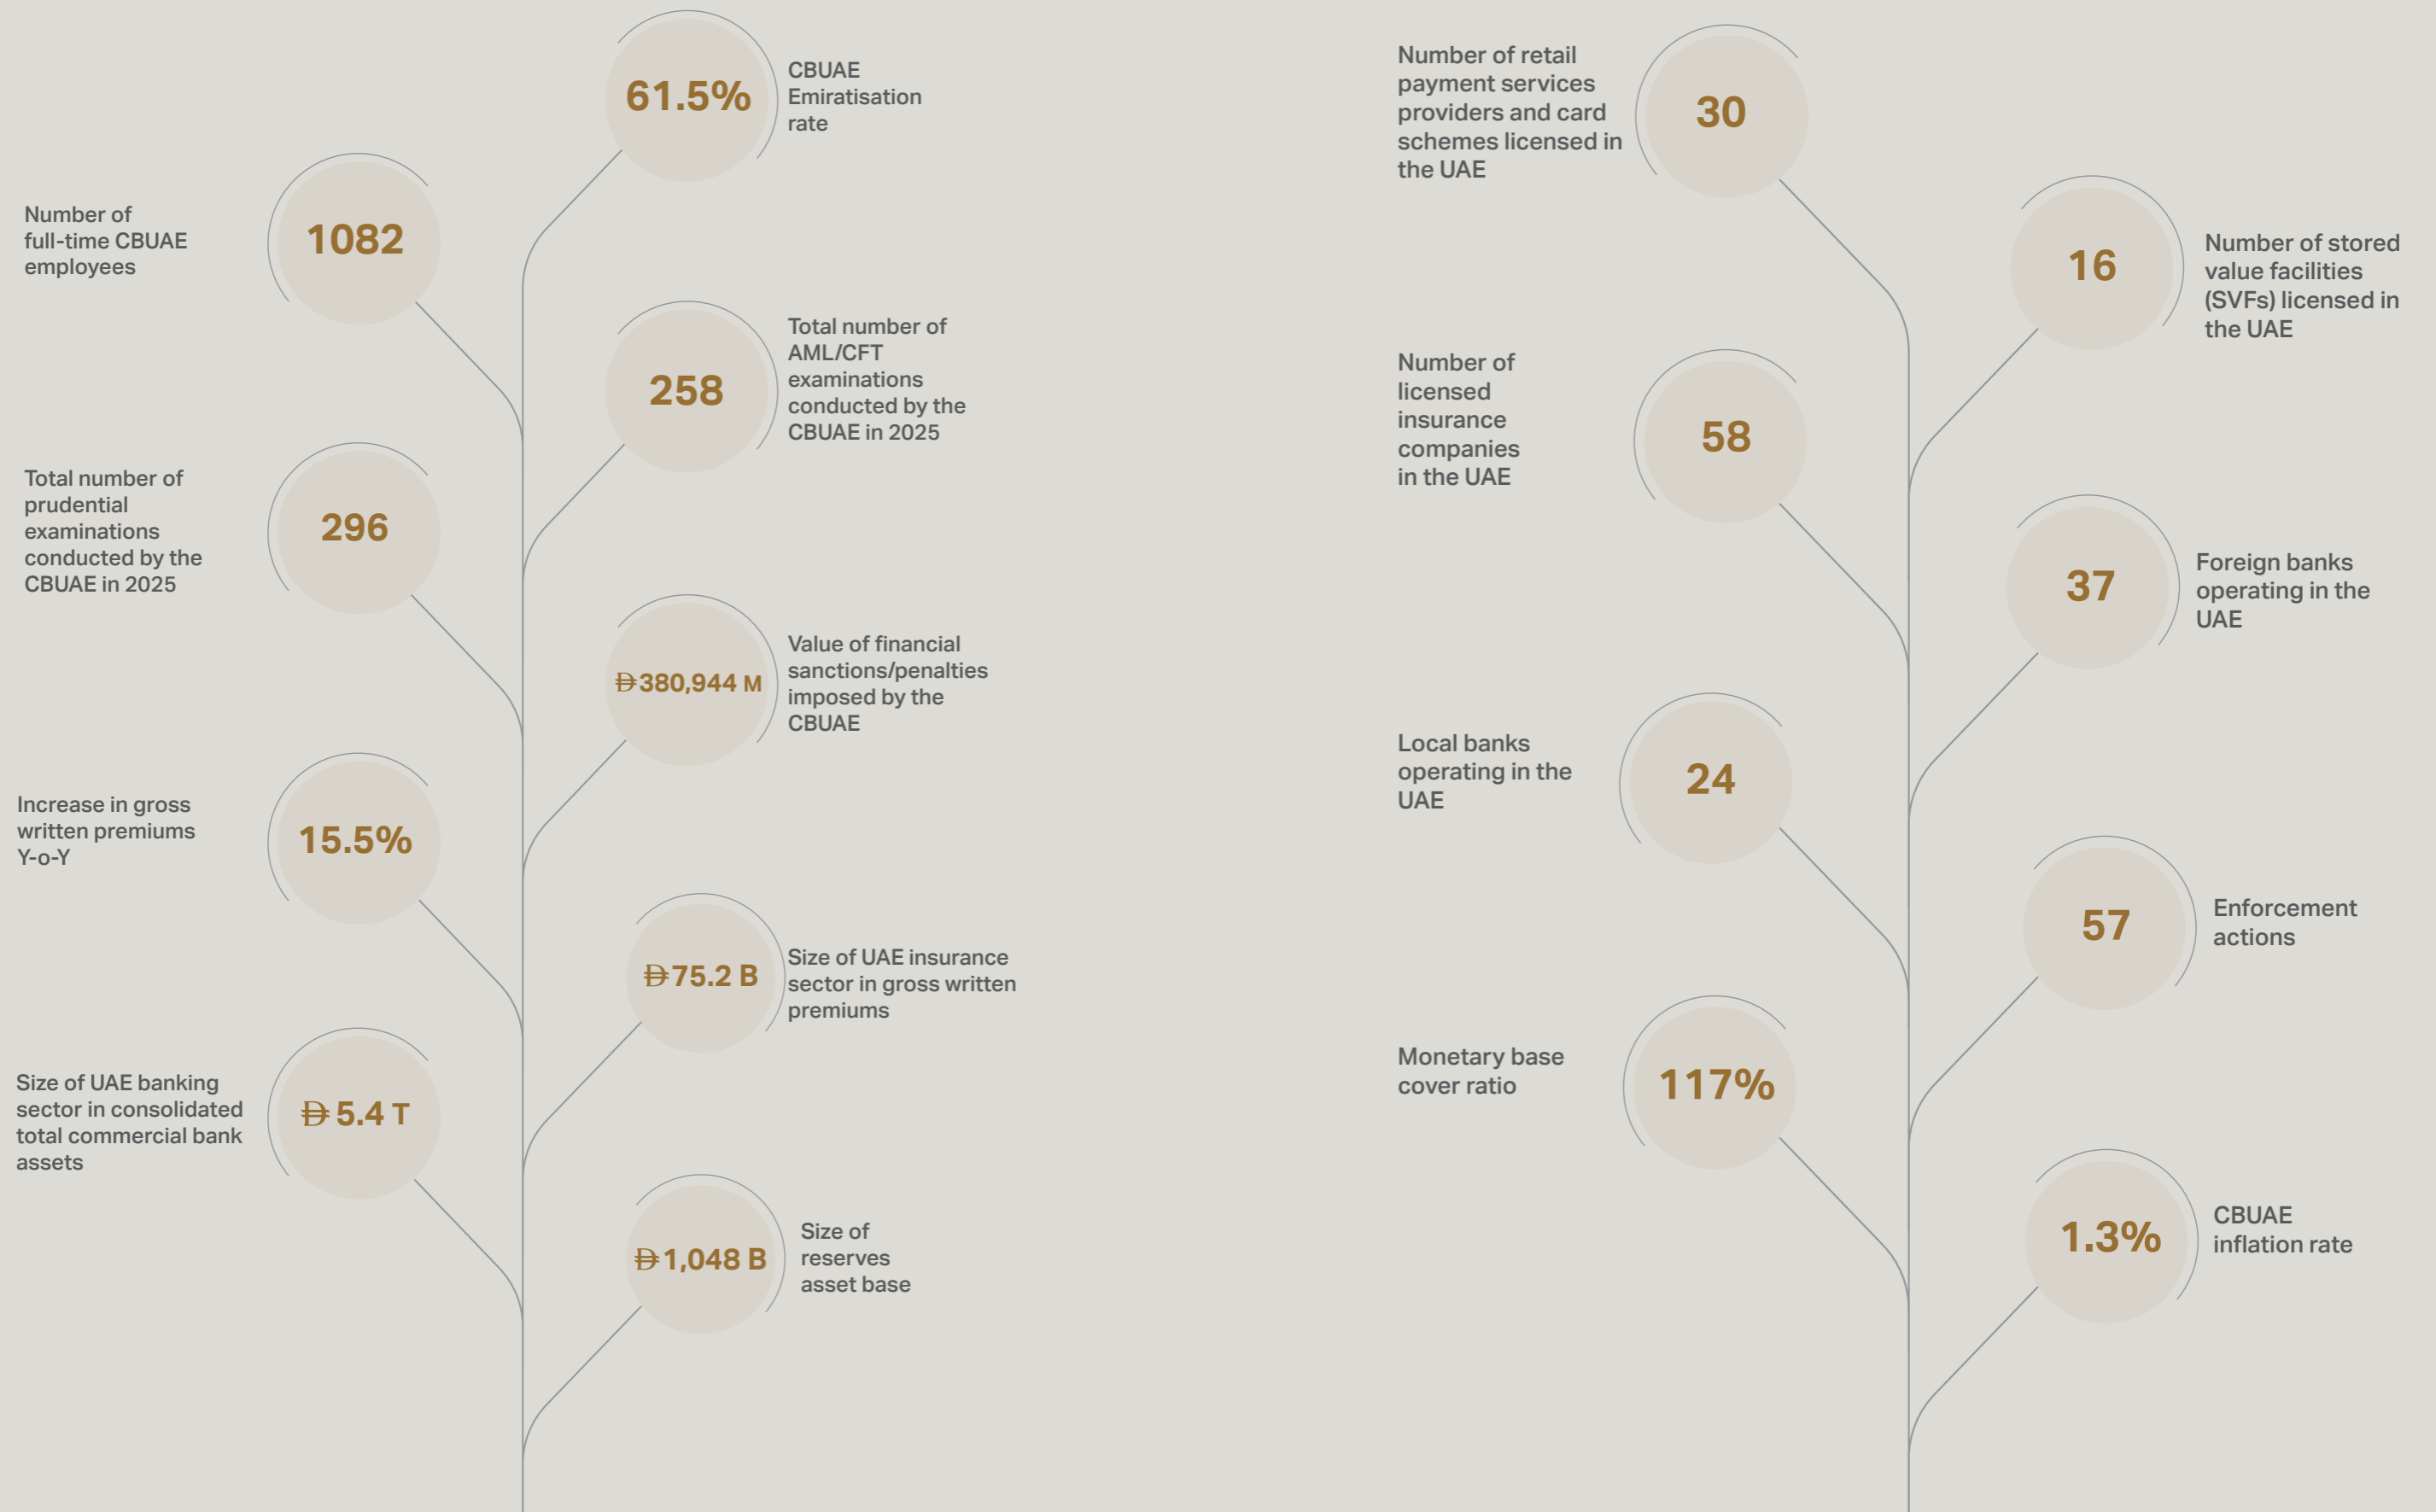 61.5%
CBUAE
Emiratisation
rate
Number of
full-time CBUAE
employees
1082
258
Total number of
AML/CFT
examinations
conducted by the
CBUAE in 2025
Total number of
prudential
examinations
conducted by the
CBUAE in 2025
296
380,944 M
Value of financial
sanctions/penalties
imposed by the
CBUAE
Increase in gross
written premiums
Y-o-Y
15.5%
75.2 B
Size of UAE insurance
sector in gross written
premiums
Size of UAE banking
sector in consolidated
total commercial bank
assets
5.4 T
1,048 B
Size of
reserves
asset base
Number of retail
payment services
providers and card
schemes licensed in
the UAE
30
16
Number of stored
value facilities
(SVFs) licensed in
the UAE
Number of
licensed
insurance
companies
in the UAE
58
37
Foreign banks
operating in the
UAE
Local banks
operating in the
UAE
24
57
Enforcement
actions
Monetary base
cover ratio
117%
1.3%
CBUAE
inflation rate